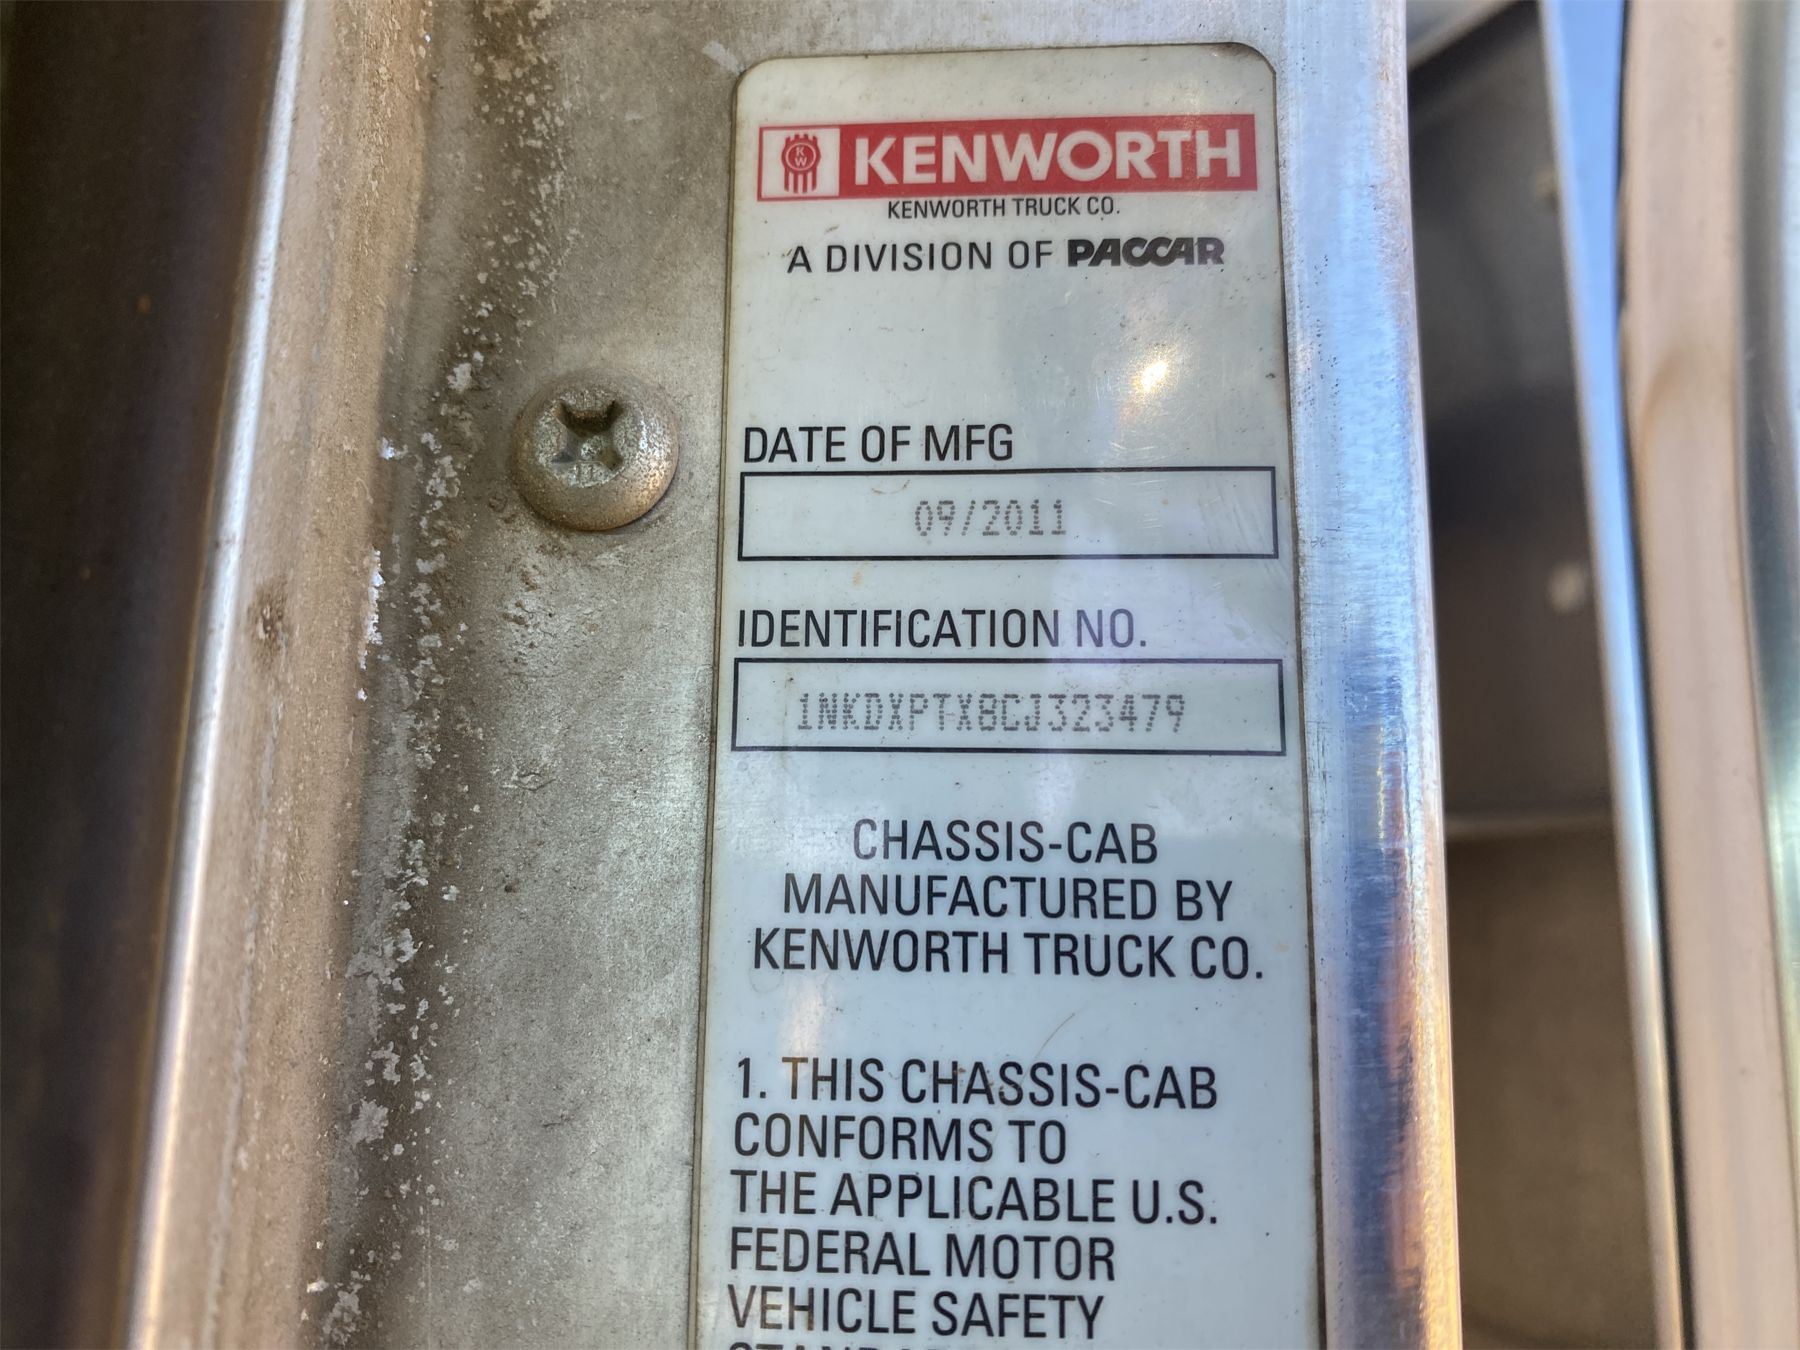 KW KENWORTH
KENWORTH TRUCK CO.
A DIVISION OF PACCAR
DATE OF MFG
09/2011
IDENTIFICATION NO.
1NKDXPTX8CJ323479
CHASSIS-CAB
MANUFACTURED BY
KENWORTH TRUCK CO.
1. THIS CHASSIS-CAB
CONFORMS TO
THE APPLICABLE U.S.
FEDERAL MOTOR
VEHICLE SAFETY